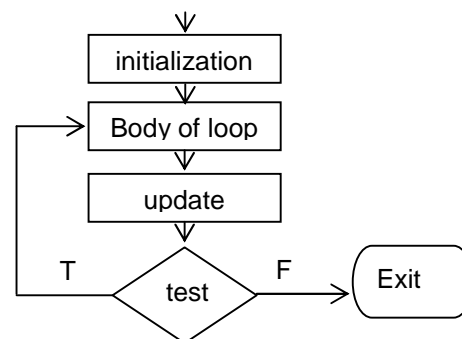 initialization
Body of loop
update
T
F
test
Exit